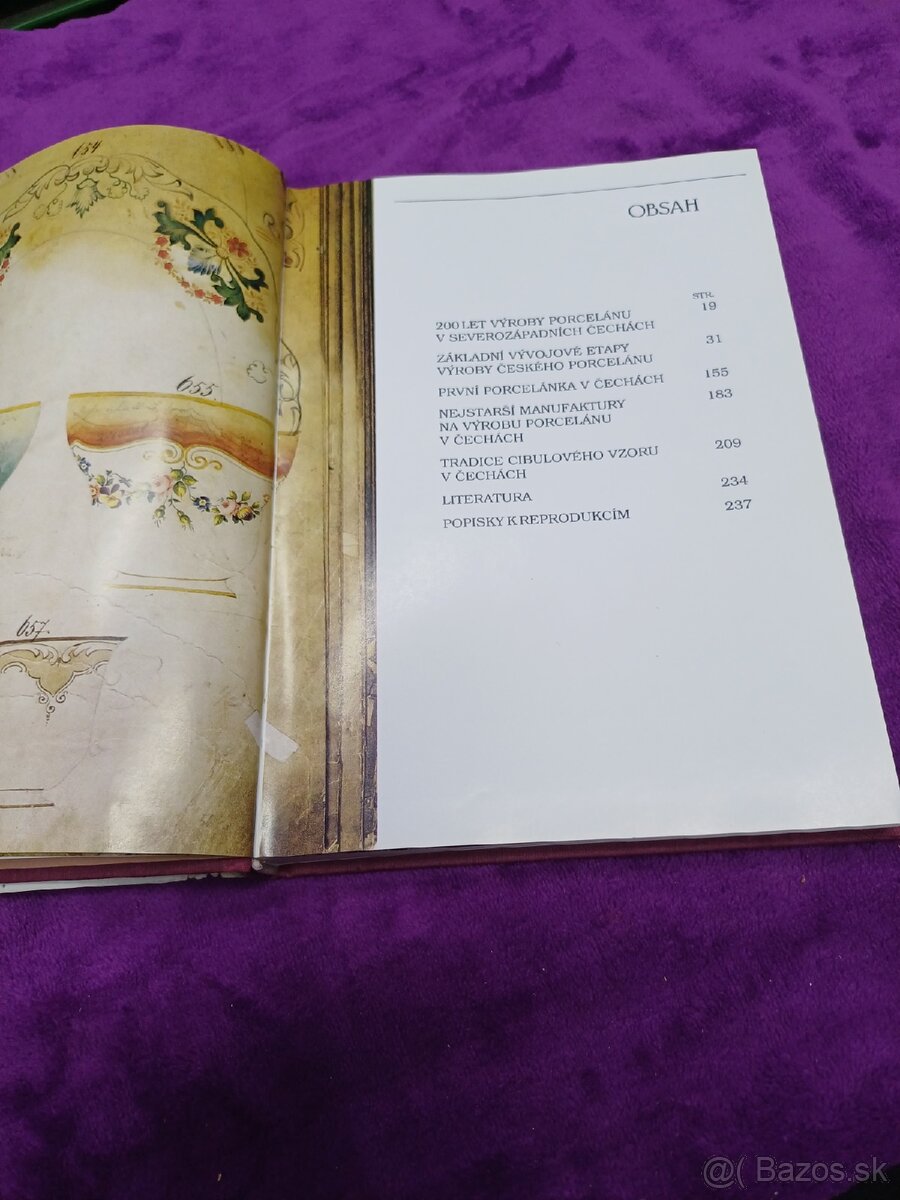 654
655
657.
OBSAH
STR.
200 LET VÝROBY PORCELÁNU
V SEVEROZÁPADNÍCH ČECHÁCH 19
ZÁKLADNÍ VÝVOJOVÉ ETAPY
VÝROBY ČESKÉHO PORCELÁNU 31
PRVNÍ PORCELÁNKA V ČECHÁCH 155
NEJSTARŠÍ MANUFAKTURY
NA VÝROBU PORCELÁNU
V ČECHÁCH 183
TRADICE CIBULOVÉHO VZORU
V ČECHÁCH 209
LITERATURA 234
POPISKY K REPRODUKCÍM 237
@( Bazos.sk